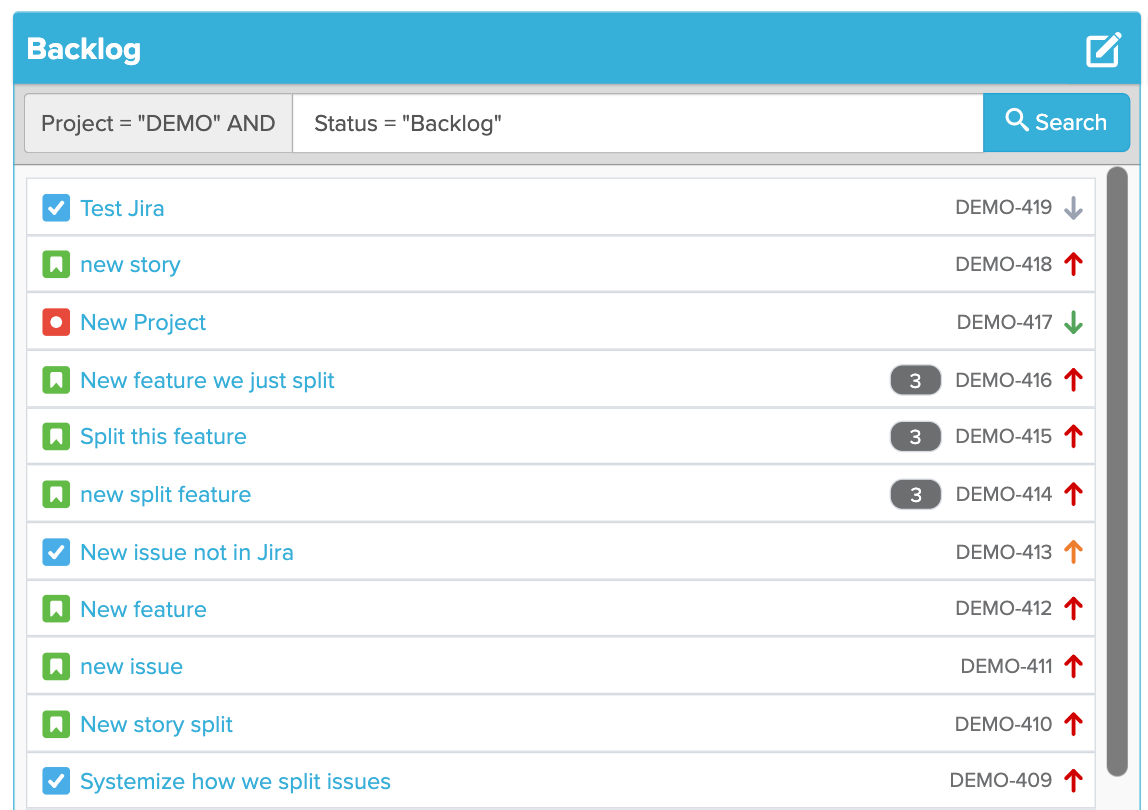 Backlog
Project = "DEMO" AND Status = "Backlog" Search
Test Jira DEMO-419
new story DEMO-418
New Project DEMO-417
New feature we just split 3 DEMO-416
Split this feature 3 DEMO-415
new split feature 3 DEMO-414
New issue not in Jira DEMO-413
New feature DEMO-412
new issue DEMO-411
New story split DEMO-410
Systemize how we split issues DEMO-409